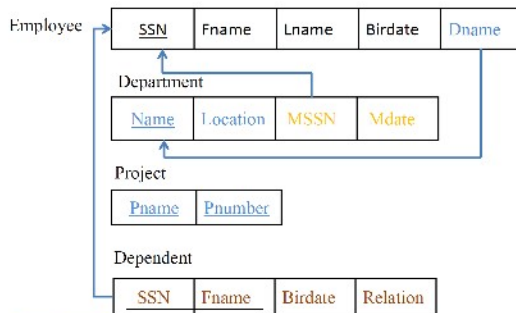 Employee
SSN Fname Lname Birdate Dname
Department
Name Location MSSN Mdate
Project
Pname Pnumber
Dependent
SSN Fname Birdate Relation